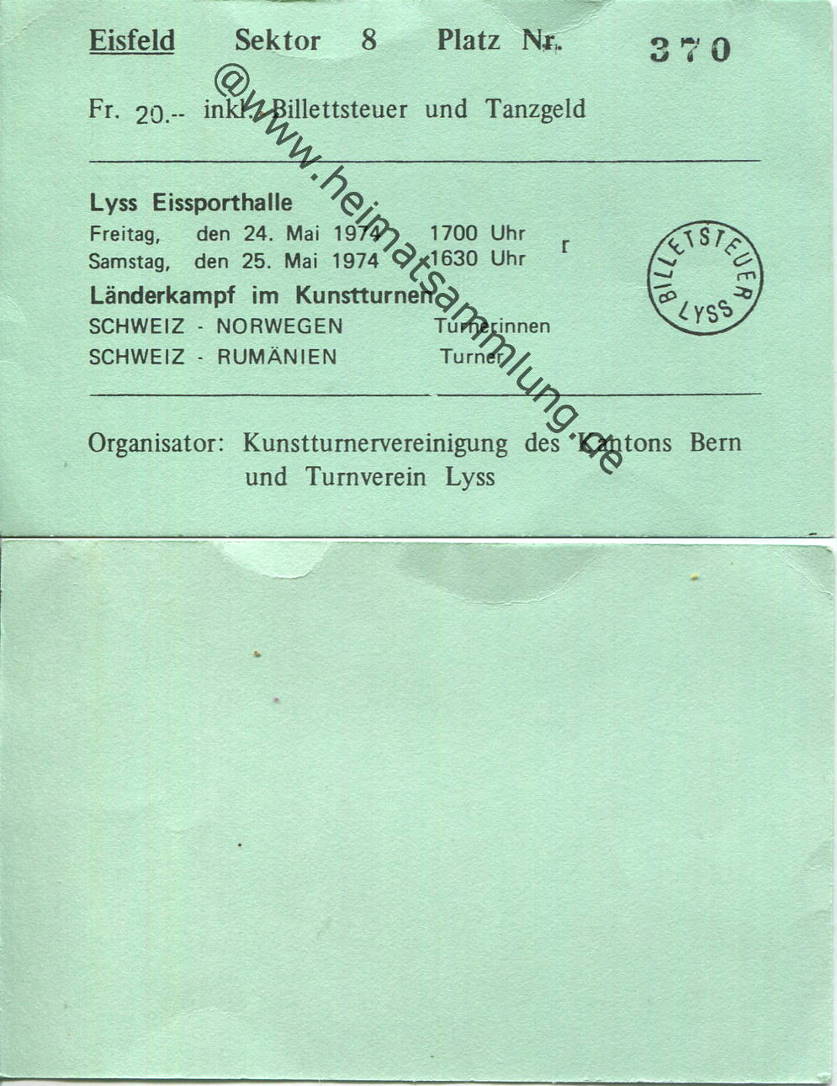 Eisfeld Sektor 8 Platz Nr. 370
Fr. 20.-- inkl. Billettsteuer und Tanzgeld
Lyss Eissporthalle
Freitag, den 24. Mai 1974 1700 Uhr
Samstag, den 25. Mai 1974 1630 Uhr r
Länderkampf im Kunstturnen
SCHWEIZ - NORWEGEN Turnerinnen
SCHWEIZ - RUMÄNIEN Turner
BILLETSTEUER
LYSS
Organisator: Kunstturnervereinigung des Kantons Bern
und Turnverein Lyss
@www.heimatsammlung.de